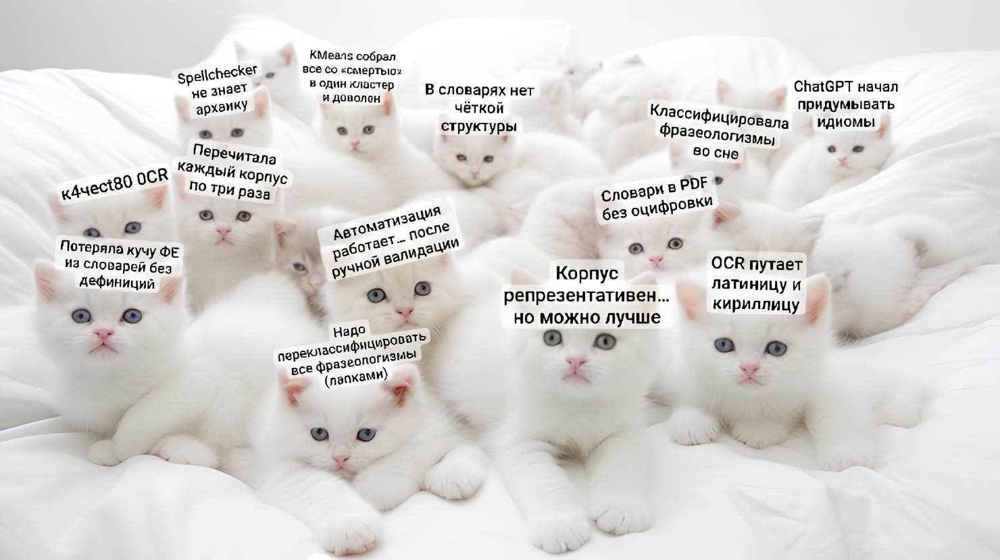 Spellchecker
не знает
архаику
KMeans собрал
все со «смертью»
в один кластер
и доволен
В словарях нет
чёткой
структуры
Классифицировала
фразеологизмы
во сне
ChatGPT начал
придумывать
идиомы
к4чест80 0CR
Перечитала
каждый корпус
по три раза
Словари в PDF
без оцифровки
Потеряла кучу ФЕ
из словарей без
дефиниций
Автоматизация
работает... после
ручной валидации
Корпус
репрезентативен...
но можно лучше
OCR путает
латиницу и
кириллицу
Надо
переклассифицировать
все фразеологизмы
(лапками)